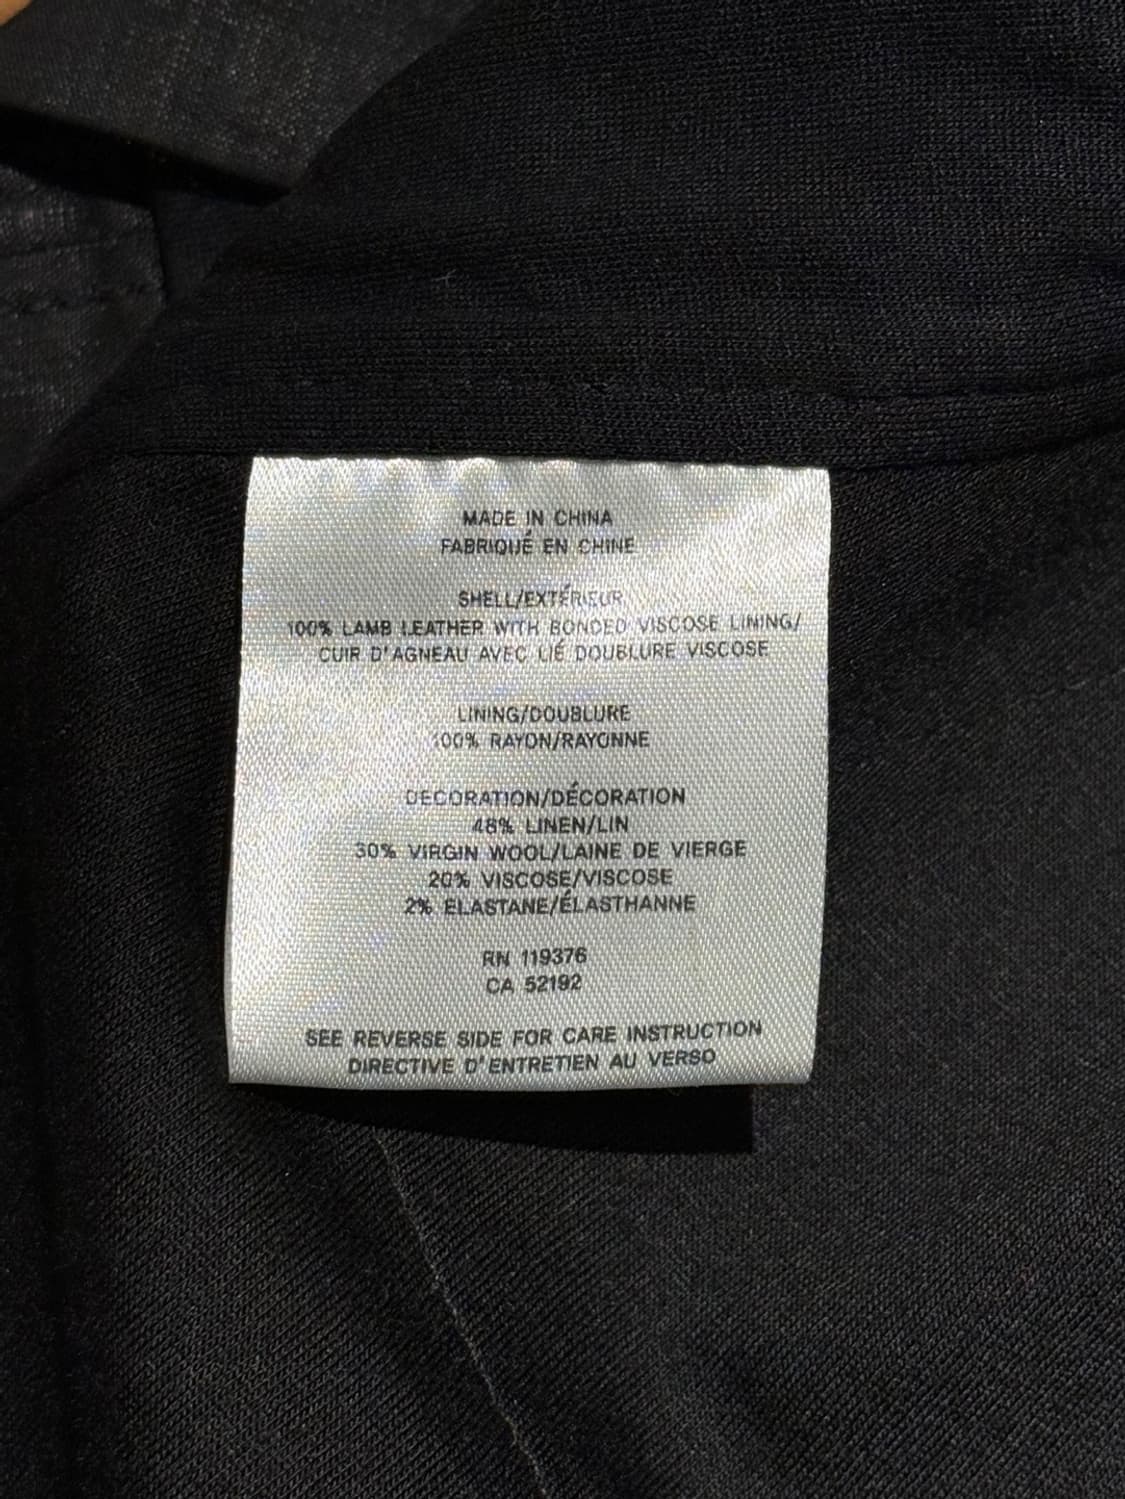 MADE IN CHINA
FABRIQUÉ EN CHINE
SHELL/EXTÉRIEUR
100% LAMB LEATHER WITH BONDED VISCOSE LINING/
CUIR D'AGNEAU AVEC LIÉ DOUBLURE VISCOSE
LINING/DOUBLURE
100% RAYON/RAYONNE
DECORATION/DÉCORATION
48% LINEN/LIN
30% VIRGIN WOOL/LAINE DE VIERGE
20% VISCOSE/VISCOSE
2% ELASTANE/ÉLASTHANNE
RN 119376
CA 52192
SEE REVERSE SIDE FOR CARE INSTRUCTION
DIRECTIVE D'ENTRETIEN AU VERSO